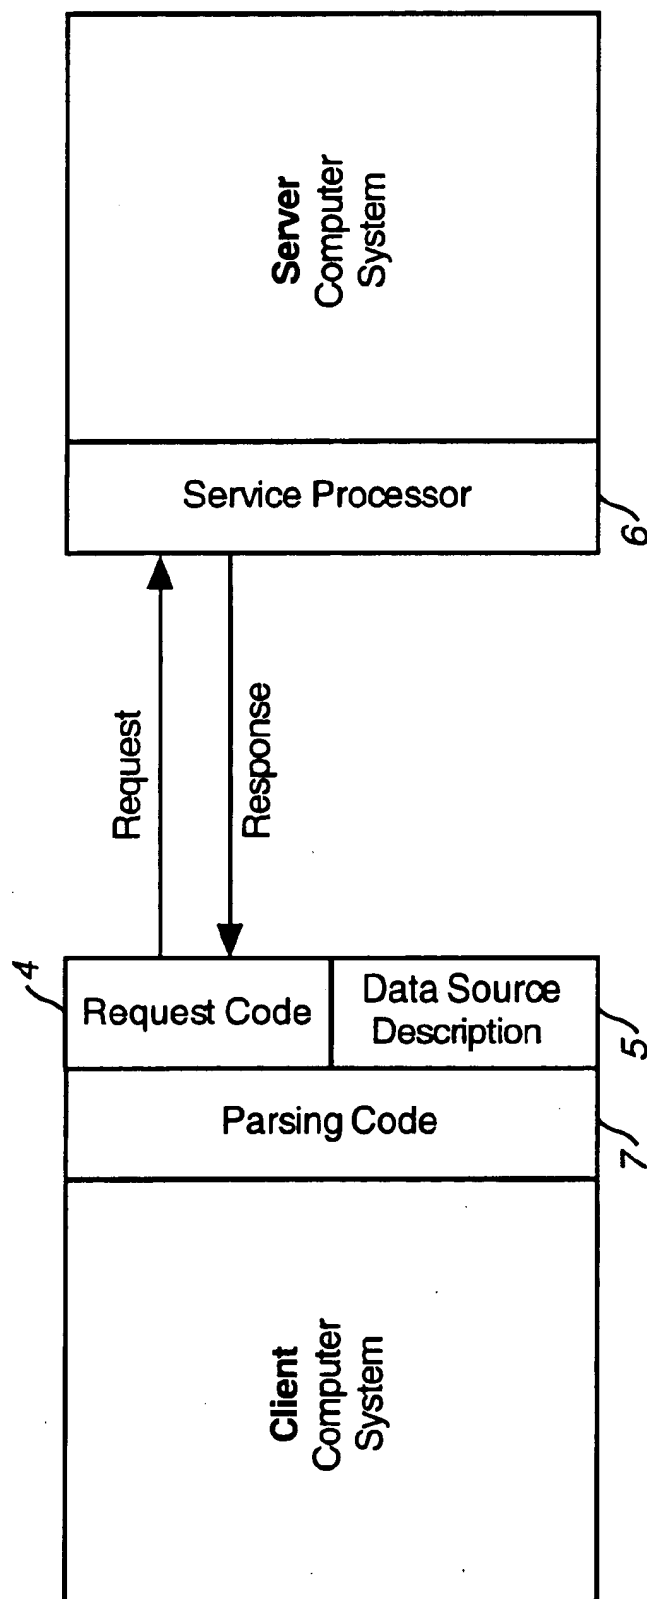 4
Request
Client
Computer
System
Parsing Code
Request Code
Data Source
Description
Response
Service Processor
Server
Computer
System
7
5
6